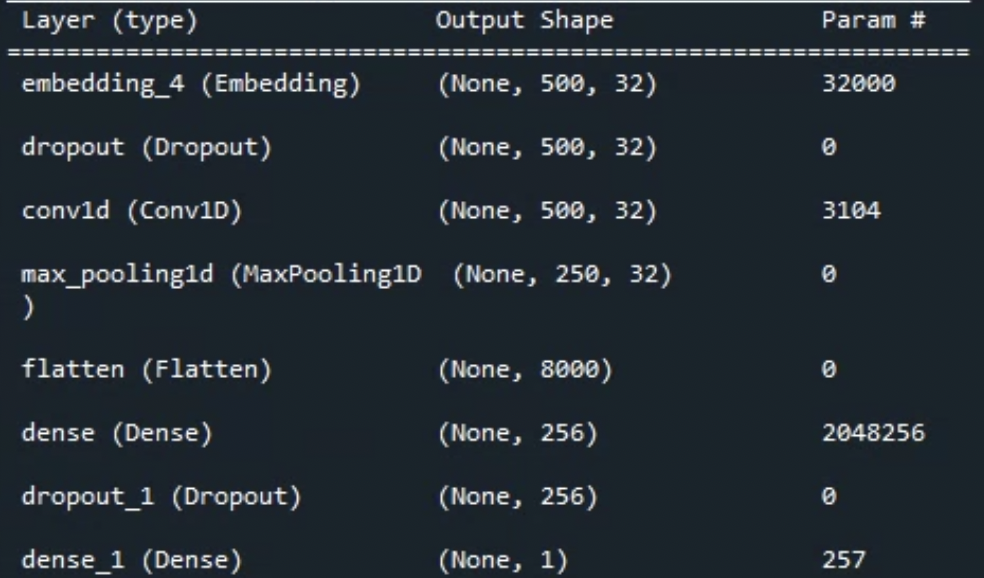 Layer (type) Output Shape Param #
=================================================================
embedding_4 (Embedding) (None, 500, 32) 32000
dropout (Dropout) (None, 500, 32) 0
conv1d (Conv1D) (None, 500, 32) 3104
max_pooling1d (MaxPooling1D (None, 250, 32) 0
)
flatten (Flatten) (None, 8000) 0
dense (Dense) (None, 256) 2048256
dropout_1 (Dropout) (None, 256) 0
dense_1 (Dense) (None, 1) 257